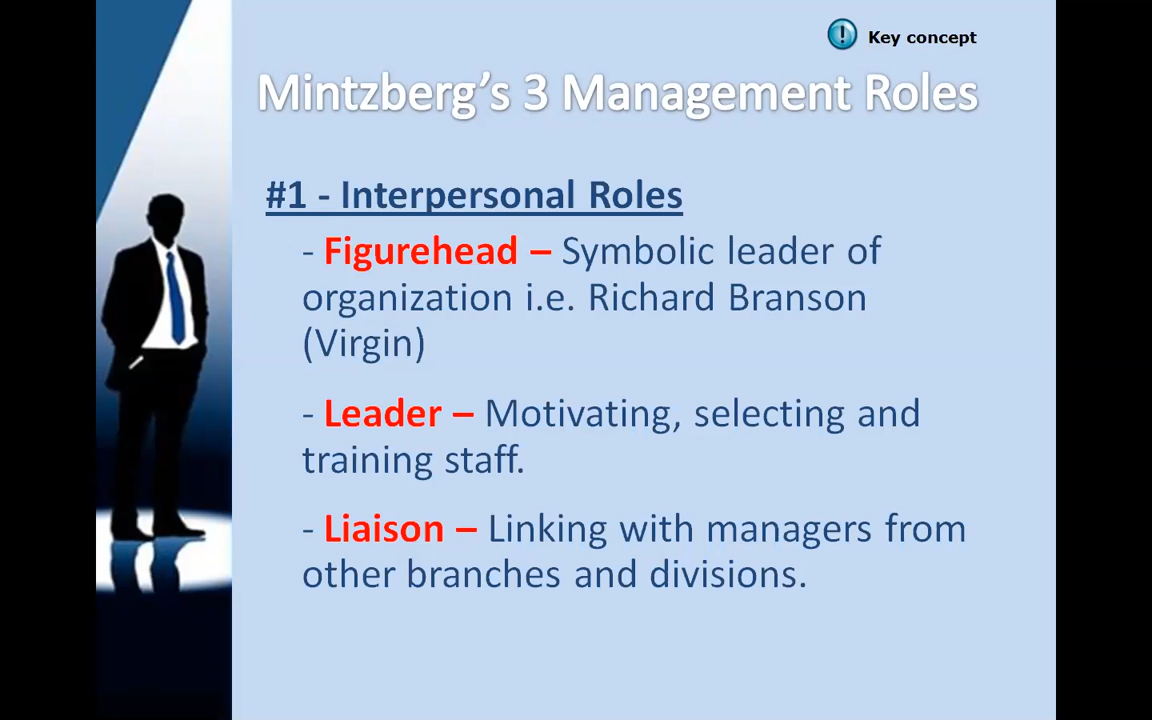 Key concept
Mintzberg’s 3 Management Roles
#1 - Interpersonal Roles
- Figurehead – Symbolic leader of
organization i.e. Richard Branson
(Virgin)
- Leader – Motivating, selecting and
training staff.
- Liaison – Linking with managers from
other branches and divisions.